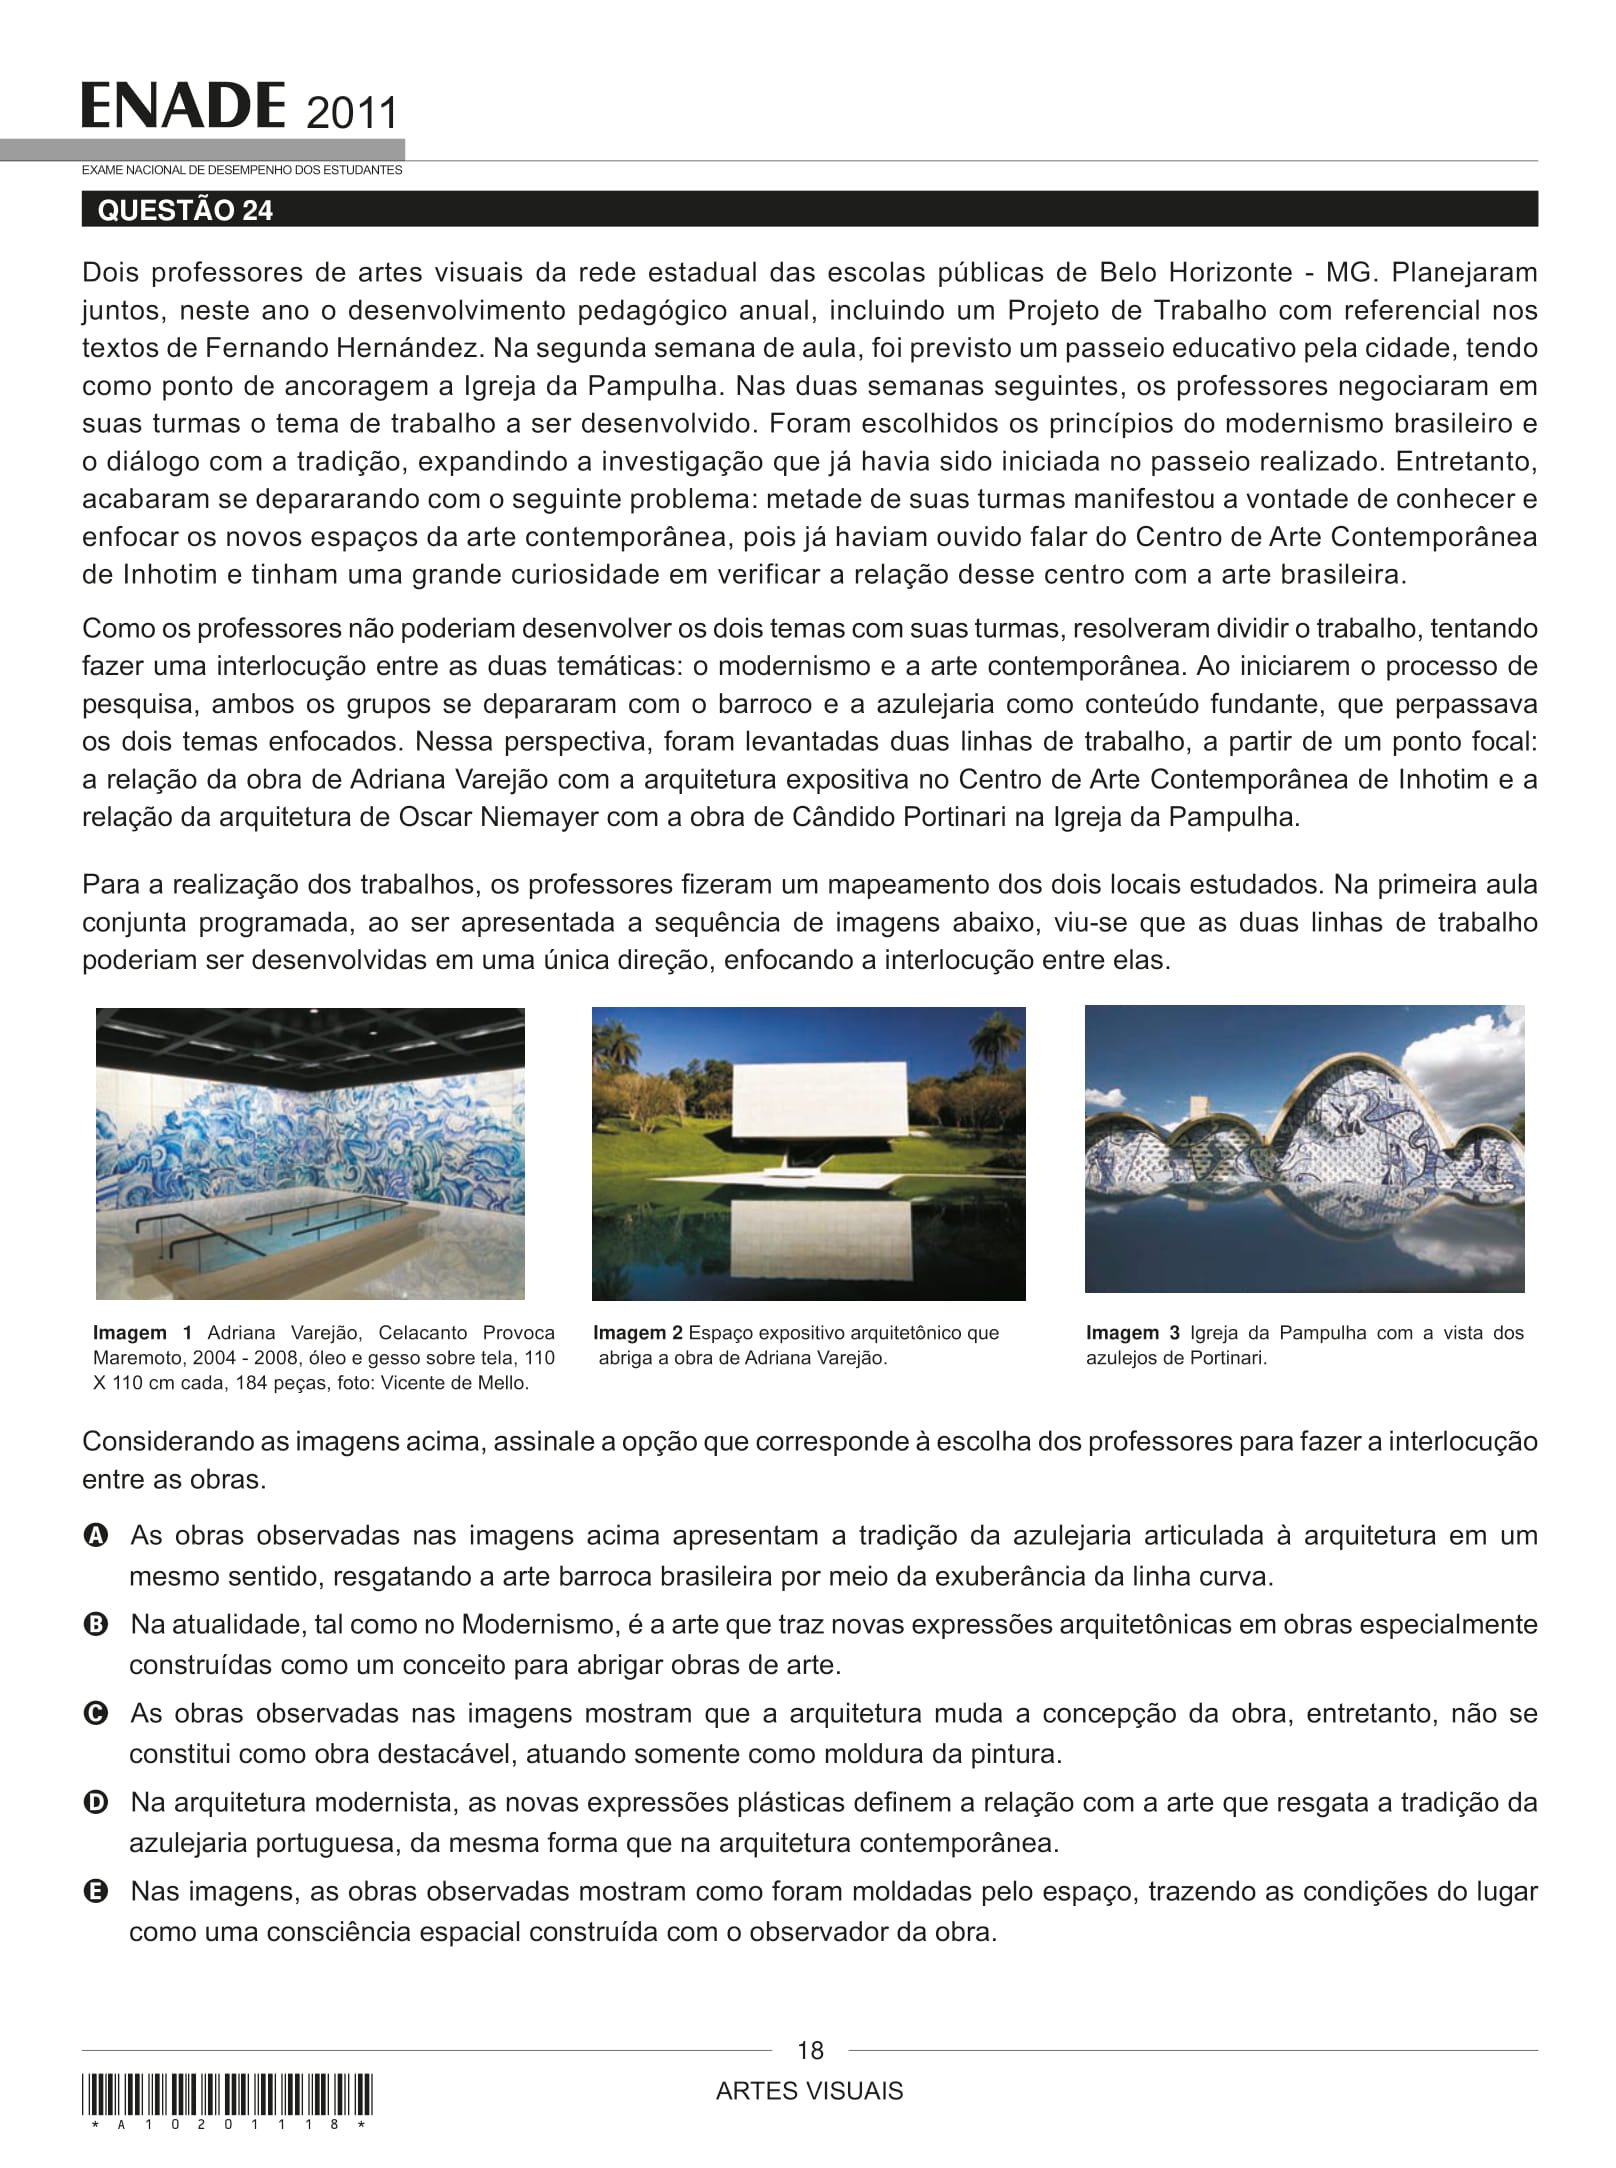 ENADE 2011
EXAME NACIONAL DE DESEMPENHO DOS ESTUDANTES
QUESTÃO 24
Dois professores de artes visuais da rede estadual das escolas públicas de Belo Horizonte - MG. Planejaram
juntos, neste ano o desenvolvimento pedagógico anual, incluindo um Projeto de Trabalho com referencial nos
textos de Fernando Hernández. Na segunda semana de aula, foi previsto um passeio educativo pela cidade, tendo
como ponto de ancoragem a Igreja da Pampulha. Nas duas semanas seguintes, os professores negociaram em
suas turmas o tema de trabalho a ser desenvolvido. Foram escolhidos os princípios do modernismo brasileiro e
o diálogo com a tradição, expandindo a investigação que já havia sido iniciada no passeio realizado. Entretanto,
acabaram se depararando com o seguinte problema: metade de suas turmas manifestou a vontade de conhecer e
enfocar os novos espaços da arte contemporânea, pois já haviam ouvido falar do Centro de Arte Contemporânea
de Inhotim e tinham uma grande curiosidade em verificar a relação desse centro com a arte brasileira.
Como os professores não poderiam desenvolver os dois temas com suas turmas, resolveram dividir o trabalho, tentando
fazer uma interlocução entre as duas temáticas: o modernismo e a arte contemporânea. Ao iniciarem o processo de
pesquisa, ambos os grupos se depararam com o barroco e a azulejaria como conteúdo fundante, que perpassava
os dois temas enfocados. Nessa perspectiva, foram levantadas duas linhas de trabalho, a partir de um ponto focal:
a relação da obra de Adriana Varejão com a arquitetura expositiva no Centro de Arte Contemporânea de Inhotim e a
relação da arquitetura de Oscar Niemayer com a obra de Cândido Portinari na Igreja da Pampulha.
Para a realização dos trabalhos, os professores fizeram um mapeamento dos dois locais estudados. Na primeira aula
conjunta programada, ao ser apresentada a sequência de imagens abaixo, viu-se que as duas linhas de trabalho
poderiam ser desenvolvidas em uma única direção, enfocando a interlocução entre elas.
Imagem 1 Adriana Varejão, Celacanto Provoca
Maremoto, 2004 - 2008, óleo e gesso sobre tela, 110
X 110 cm cada, 184 peças, foto: Vicente de Mello.
Imagem 2 Espaço expositivo arquitetônico que
abriga a obra de Adriana Varejão.
Imagem 3 Igreja da Pampulha com a vista dos
azulejos de Portinari.
Considerando as imagens acima, assinale a opção que corresponde à escolha dos professores para fazer a interlocução
entre as obras.
A As obras observadas nas imagens acima apresentam a tradição da azulejaria articulada à arquitetura em um
mesmo sentido, resgatando a arte barroca brasileira por meio da exuberância da linha curva.
B Na atualidade, tal como no Modernismo, é a arte que traz novas expressões arquitetônicas em obras especialmente
construídas como um conceito para abrigar obras de arte.
C As obras observadas nas imagens mostram que a arquitetura muda a concepção da obra, entretanto, não se
constitui como obra destacável, atuando somente como moldura da pintura.
D Na arquitetura modernista, as novas expressões plásticas definem a relação com a arte que resgata a tradição da
azulejaria portuguesa, da mesma forma que na arquitetura contemporânea.
E Nas imagens, as obras observadas mostram como foram moldadas pelo espaço, trazendo as condições do lugar
como uma consciência espacial construída com o observador da obra.
18
ARTES VISUAIS
* A 1 0 2 0 1 1 1 8 *